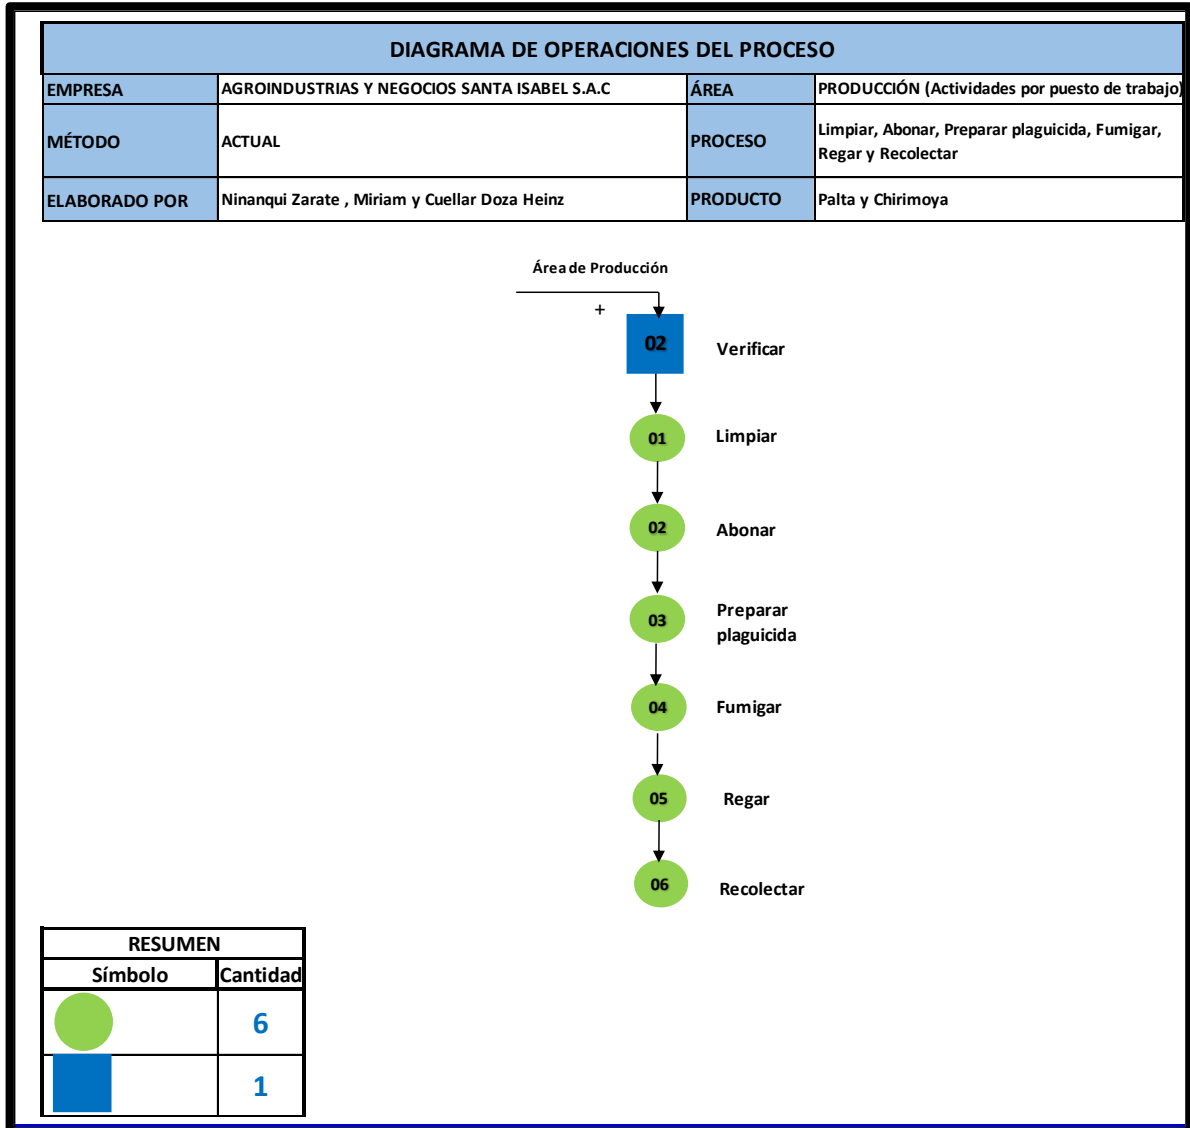 DIAGRAMA DE OPERACIONES DEL PROCESO
EMPRESA AGROINDUSTRIAS Y NEGOCIOS SANTA ISABEL S.A.C ÁREA PRODUCCIÓN (Actividades por puesto de trabajo)
MÉTODO ACTUAL PROCESO Limpiar, Abonar, Preparar plaguicida, Fumigar,
Regar y Recolectar
ELABORADO POR Ninanqui Zarate , Miriam y Cuellar Doza Heinz PRODUCTO Palta y Chirimoya
Área de Producción
+
02 Verificar
01 Limpiar
02 Abonar
03 Preparar
plaguicida
04 Fumigar
05 Regar
06 Recolectar
RESUMEN
Símbolo Cantidad
6
1